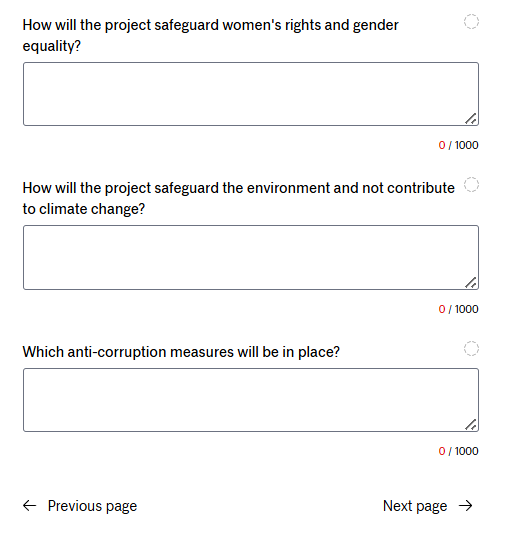 How will the project safeguard women's rights and gender
equality?
0 / 1000
How will the project safeguard the environment and not contribute
to climate change?
0 / 1000
Which anti-corruption measures will be in place?
0 / 1000
← Previous page
Next page →